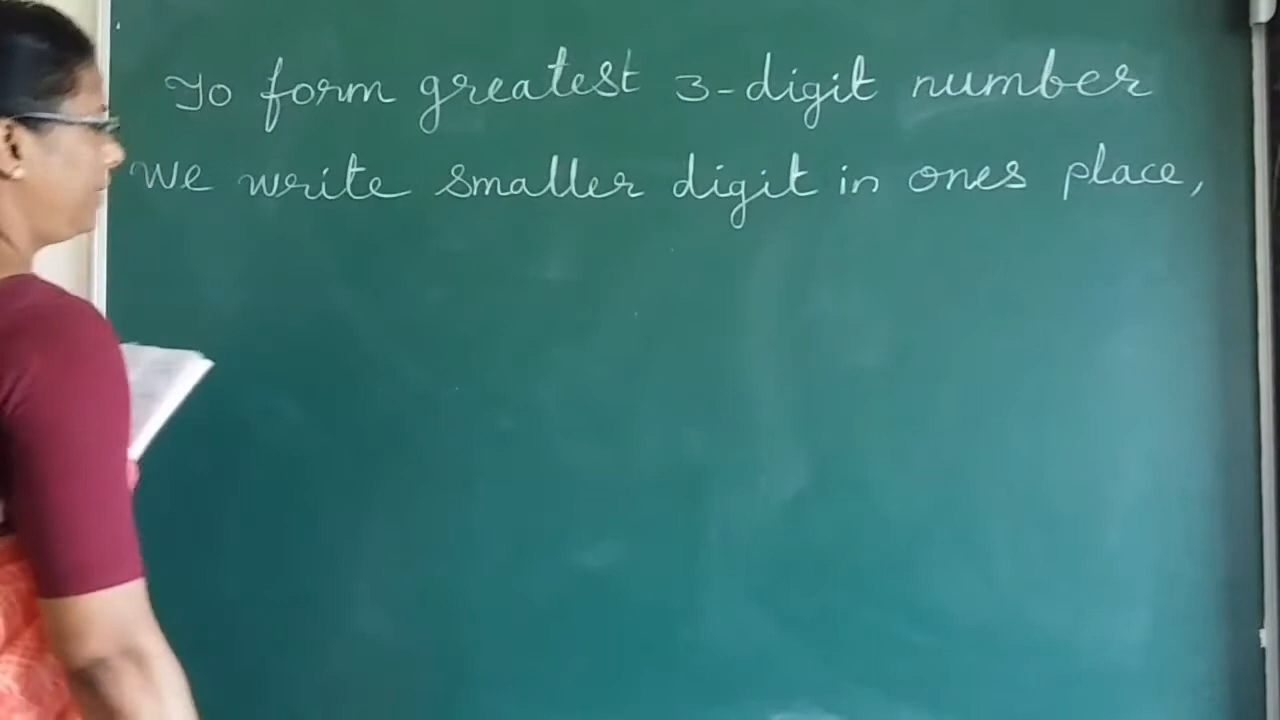 To form greatest 3-digit number
we write smaller digit in ones place,